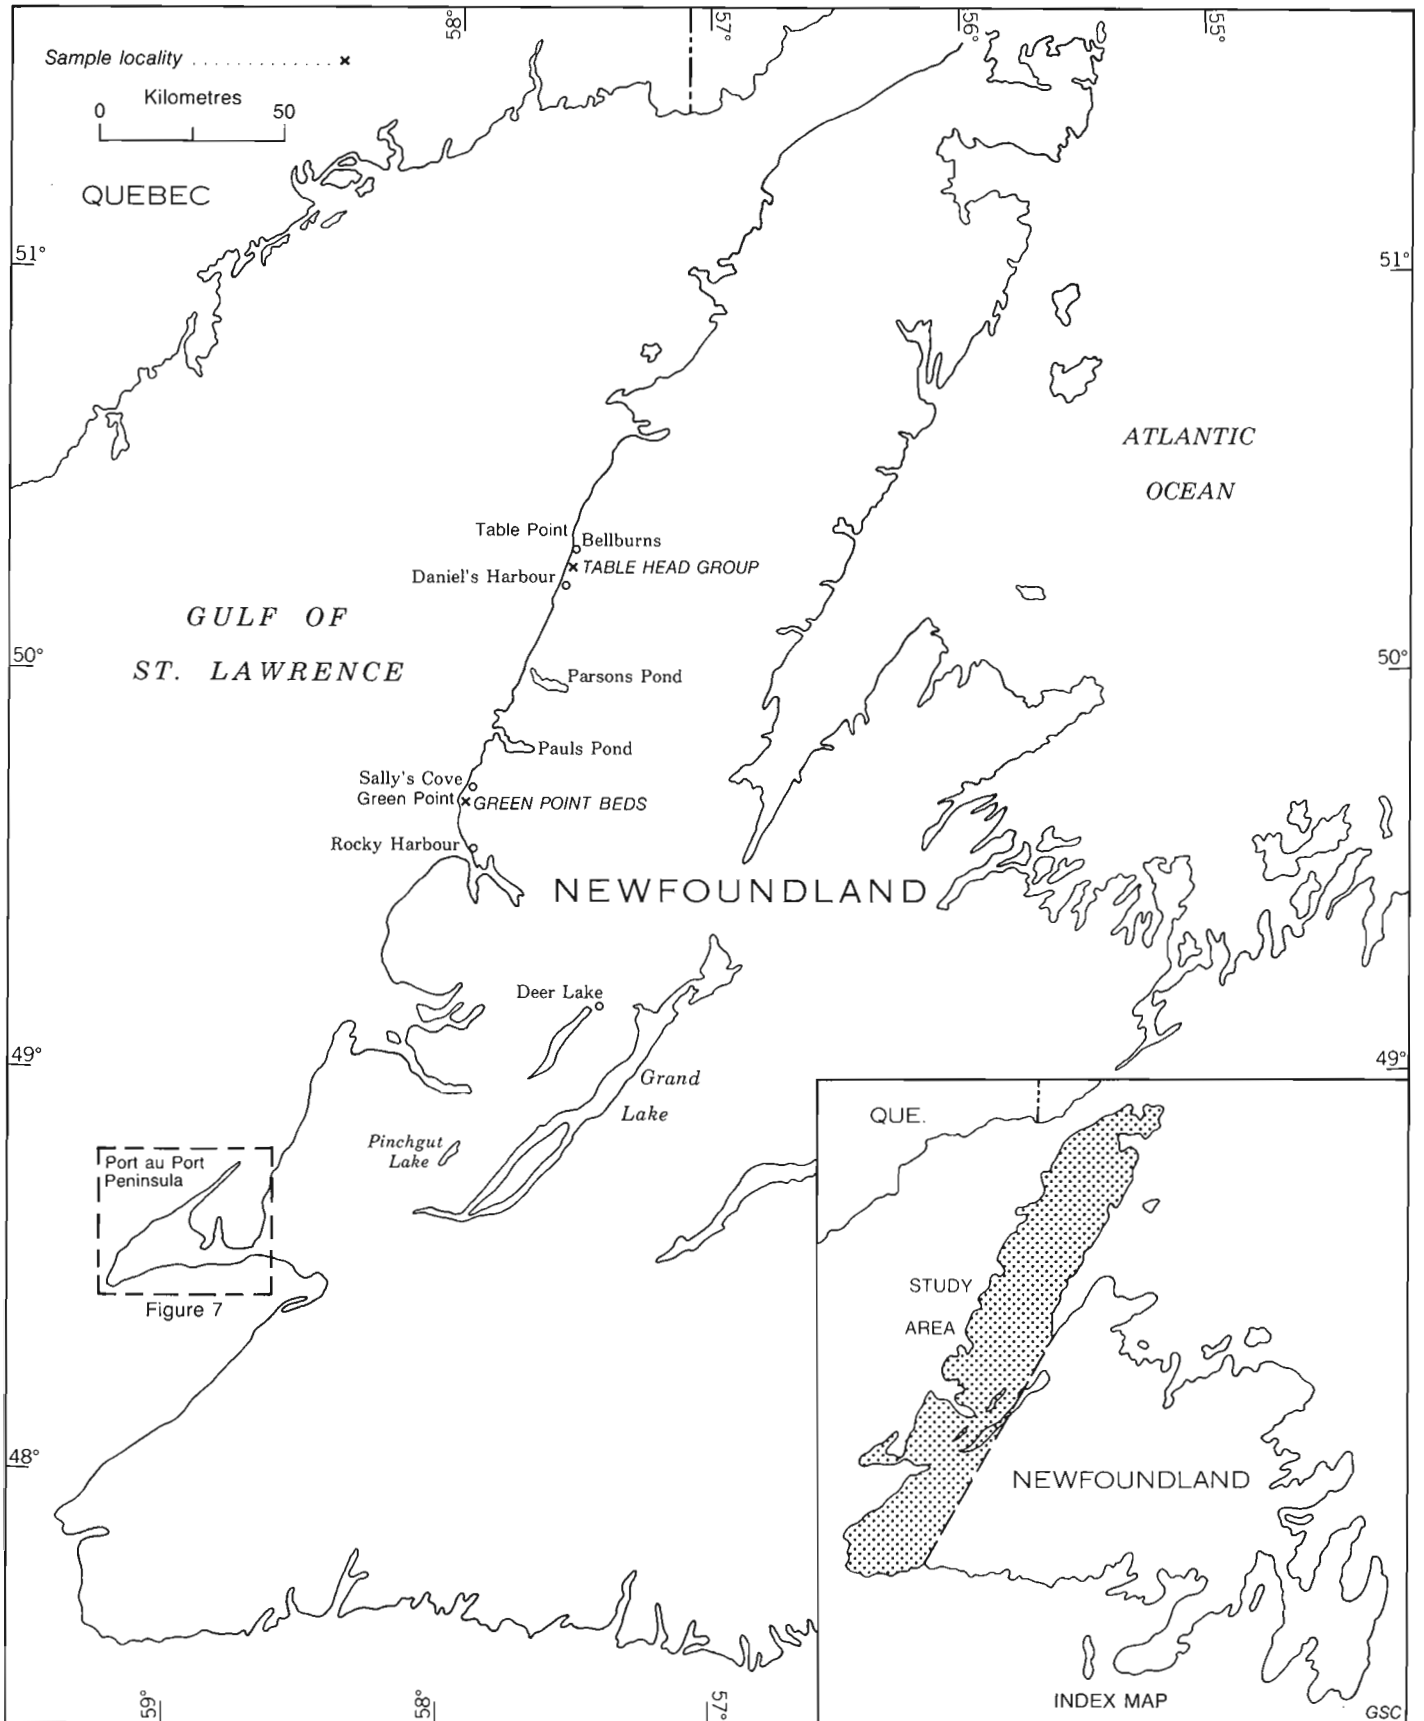 58°
57°
56°
55°
Sample locality . . . . . . . . . . . . . x
Kilometres
0 50
QUEBEC
51°
51°
ATLANTIC
OCEAN
Table Point
Bellburns
x TABLE HEAD GROUP
Daniel's Harbour
GULF OF
ST. LAWRENCE
50°
50°
Parsons Pond
Pauls Pond
Sally's Cove
Green Point
x GREEN POINT BEDS
Rocky Harbour
NEWFOUNDLAND
Deer Lake
49°
49°
Grand
Lake
Pinchgut
Lake
Port au Port
Peninsula
Figure 7
48°
59°
58°
57°
QUE.
STUDY
AREA
NEWFOUNDLAND
INDEX MAP
GSC